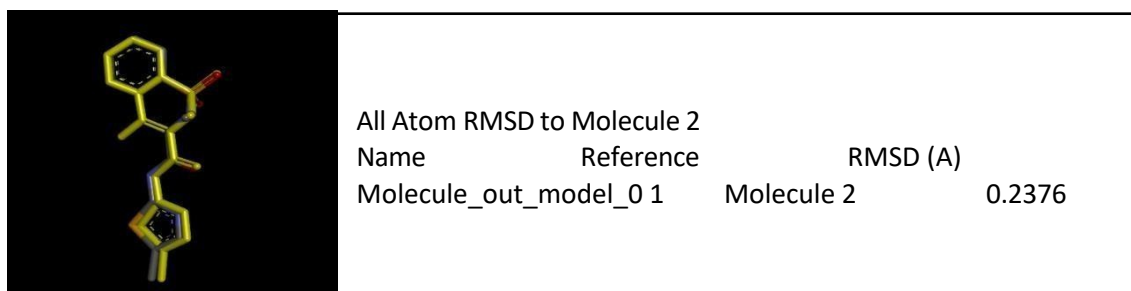 All Atom RMSD to Molecule 2
Name Reference RMSD (A)
Molecule_out_model_0 1 Molecule 2 0.2376